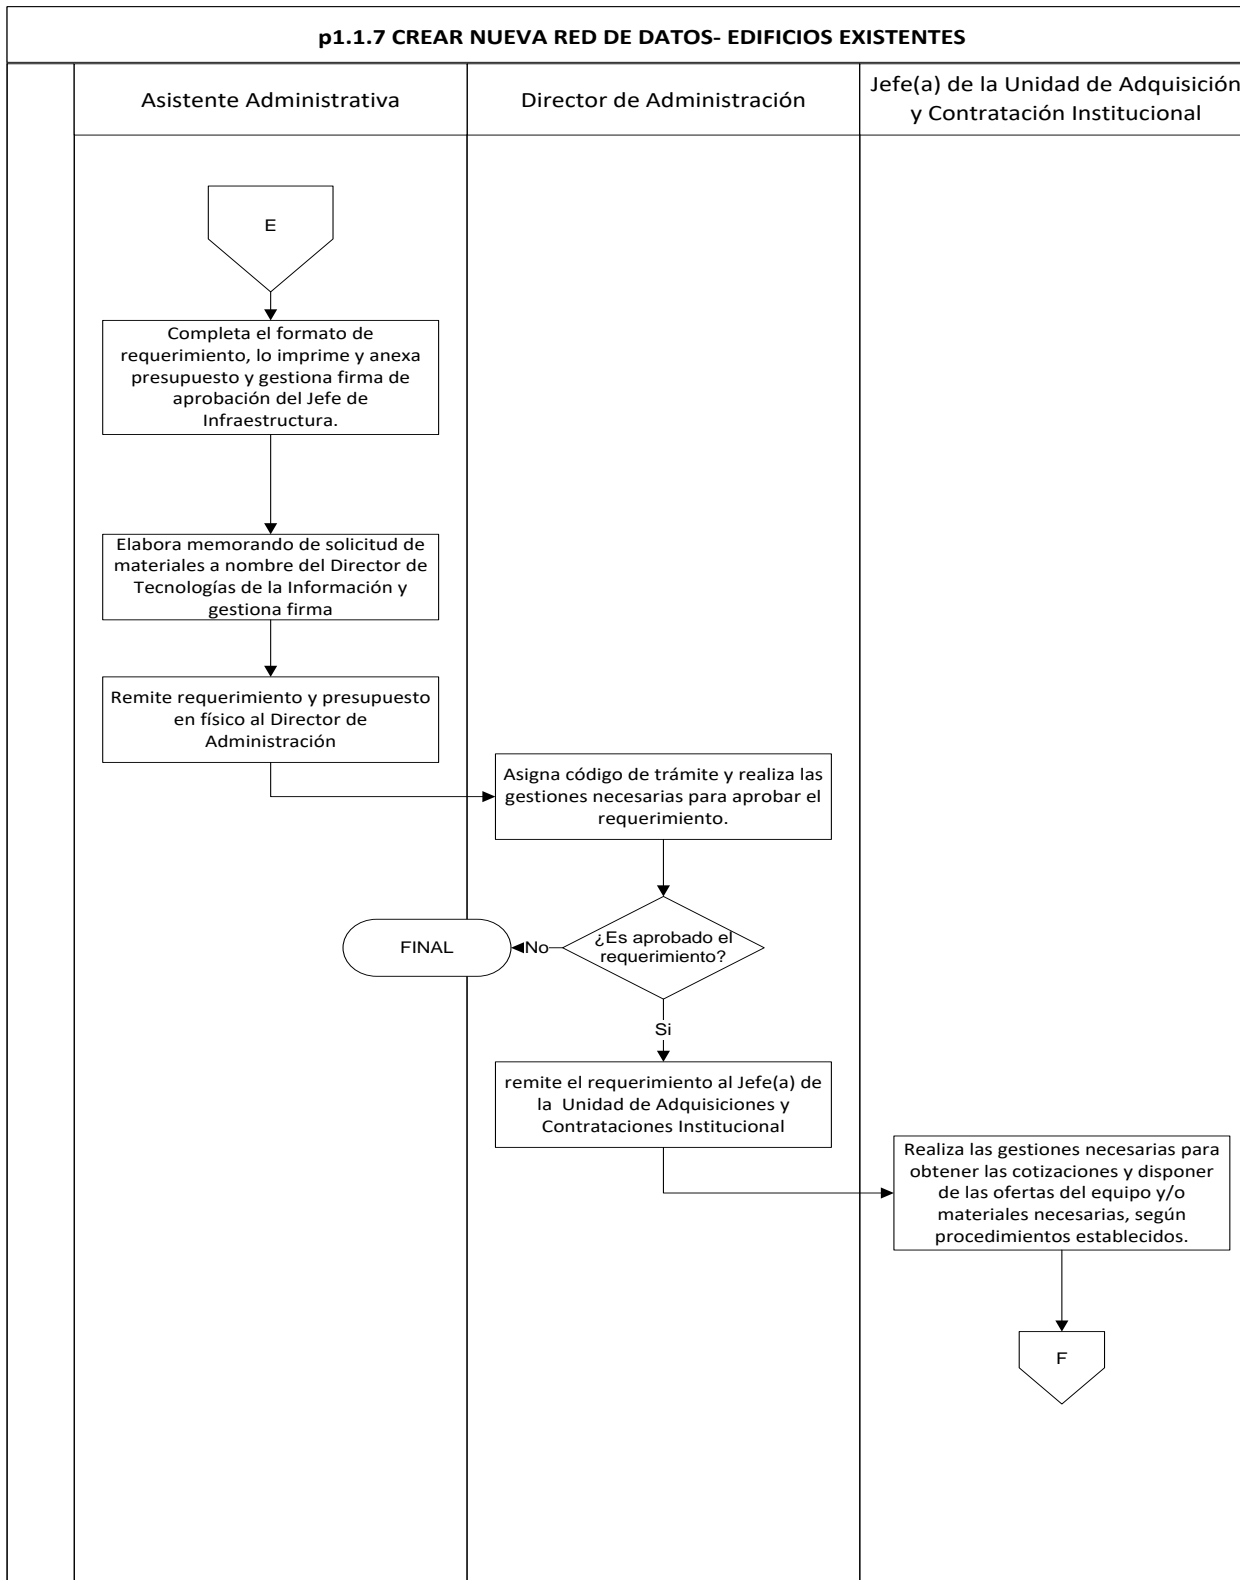 p1.1.7 CREAR NUEVA RED DE DATOS- EDIFICIOS EXISTENTES
Asistente Administrativa
Director de Administración
Jefe(a) de la Unidad de Adquisición
y Contratación Institucional
E
Completa el formato de
requerimiento, lo imprime y anexa
presupuesto y gestiona firma de
aprobación del Jefe de
Infraestructura.
Elabora memorando de solicitud de
materiales a nombre del Director de
Tecnologías de la Información y
gestiona firma
Remite requerimiento y presupuesto
en físico al Director de
Administración
Asigna código de trámite y realiza las
gestiones necesarias para aprobar el
requerimiento.
¿Es aprobado el
requerimiento?
No
FINAL
Si
remite el requerimiento al Jefe(a) de
la Unidad de Adquisiciones y
Contrataciones Institucional
Realiza las gestiones necesarias para
obtener las cotizaciones y disponer
de las ofertas del equipo y/o
materiales necesarias, según
procedimientos establecidos.
F